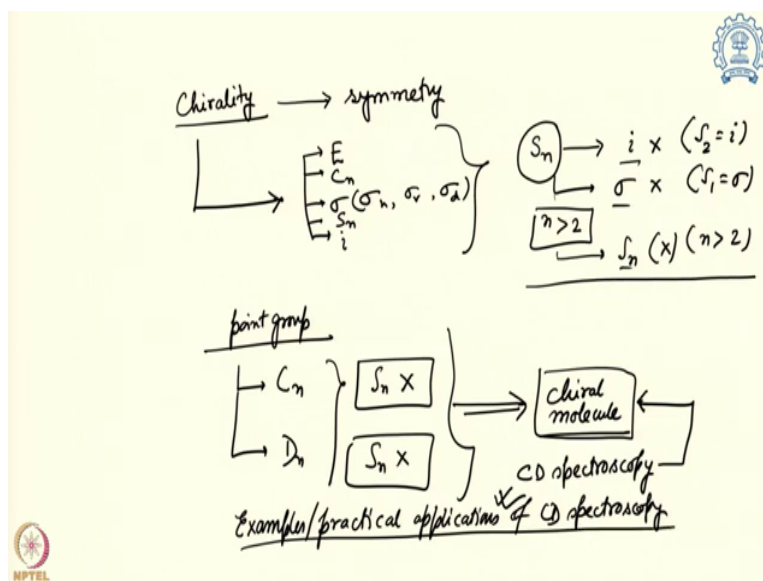 Chirality → symmetry
→ E
→ Cn
→ σ (σh, σv, σd)
→ Sn
→ i
Sn → i × (S2 = i)
→ σ × (S1 = σ)
n > 2
→ Sn (×) (n > 2)
point group
→ Cn
→ Dn
Sn ×
Sn ×
⇒ chiral
molecule
CD spectroscopy
Examples/practical applications of CD spectroscopy
NPTEL